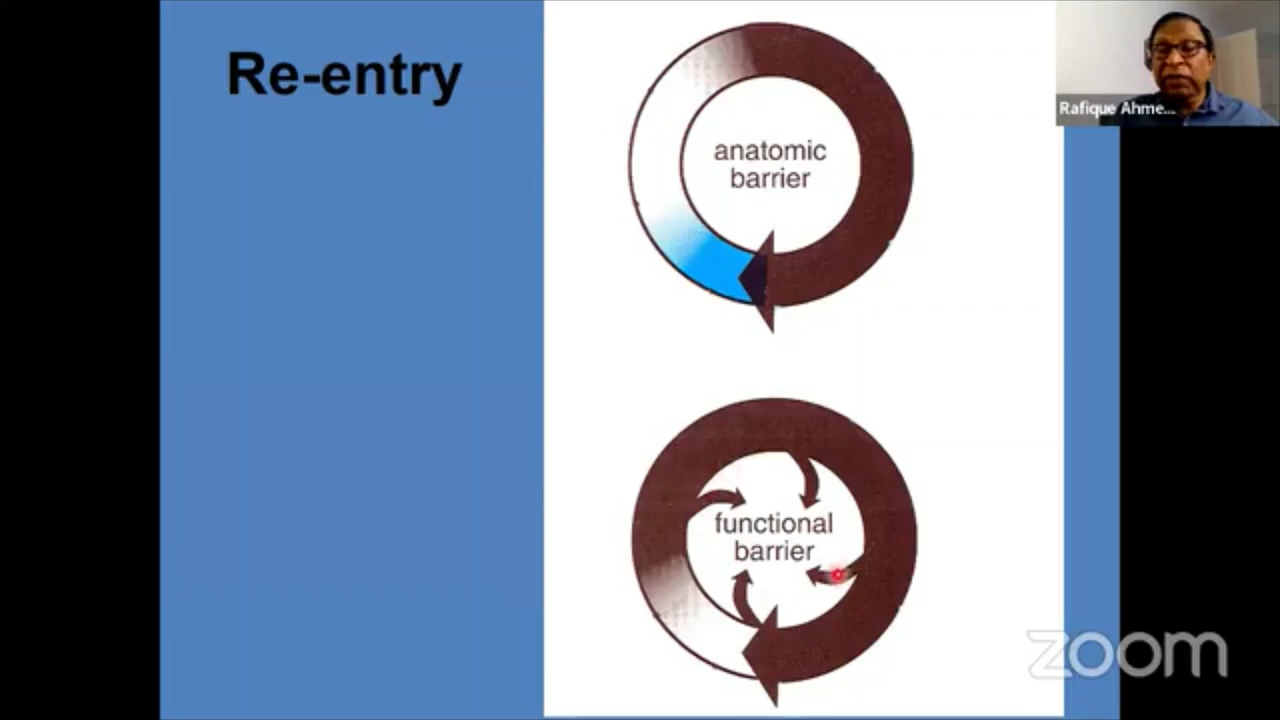 Re-entry
anatomic
barrier
Rafique Ahme...
functional
barrier
zoom